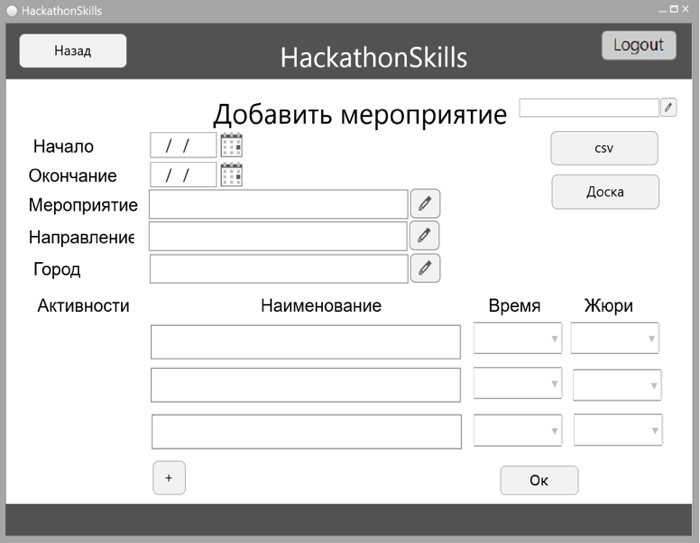 HackathonSkills
Назад
HackathonSkills
Logout
Добавить мероприятие
Начало / /
csv
Окончание / /
Доска
Мероприятие
Направление
Город
Активности Наименование Время Жюри
+
Ок